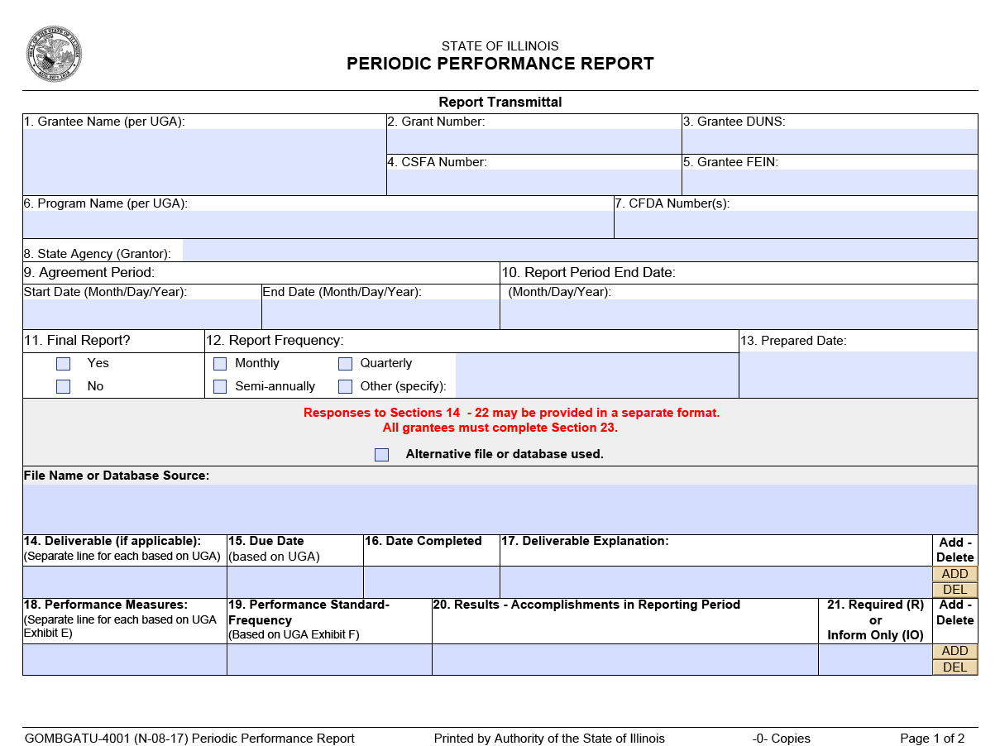 STATE OF ILLINOIS
PERIODIC PERFORMANCE REPORT
Report Transmittal
1. Grantee Name (per UGA):
2. Grant Number:
3. Grantee DUNS:
4. CSFA Number:
5. Grantee FEIN:
6. Program Name (per UGA):
7. CFDA Number(s):
8. State Agency (Grantor):
9. Agreement Period:
10. Report Period End Date:
Start Date (Month/Day/Year):
End Date (Month/Day/Year):
(Month/Day/Year):
11. Final Report?
12. Report Frequency:
13. Prepared Date:
Yes
Monthly
Quarterly
No
Semi-annually
Other (specify):
Responses to Sections 14 - 22 may be provided in a separate format.
All grantees must complete Section 23.
Alternative file or database used.
File Name or Database Source:
14. Deliverable (if applicable):
(Separate line for each based on UGA)
15. Due Date
(based on UGA)
16. Date Completed
17. Deliverable Explanation:
Add -
Delete
ADD
DEL
18. Performance Measures:
(Separate line for each based on UGA
Exhibit E)
19. Performance Standard-
Frequency
(Based on UGA Exhibit F)
20. Results - Accomplishments in Reporting Period
21. Required (R)
or
Inform Only (IO)
Add -
Delete
ADD
DEL
GOMBGATU-4001 (N-08-17) Periodic Performance Report
Printed by Authority of the State of Illinois
-0- Copies
Page 1 of 2